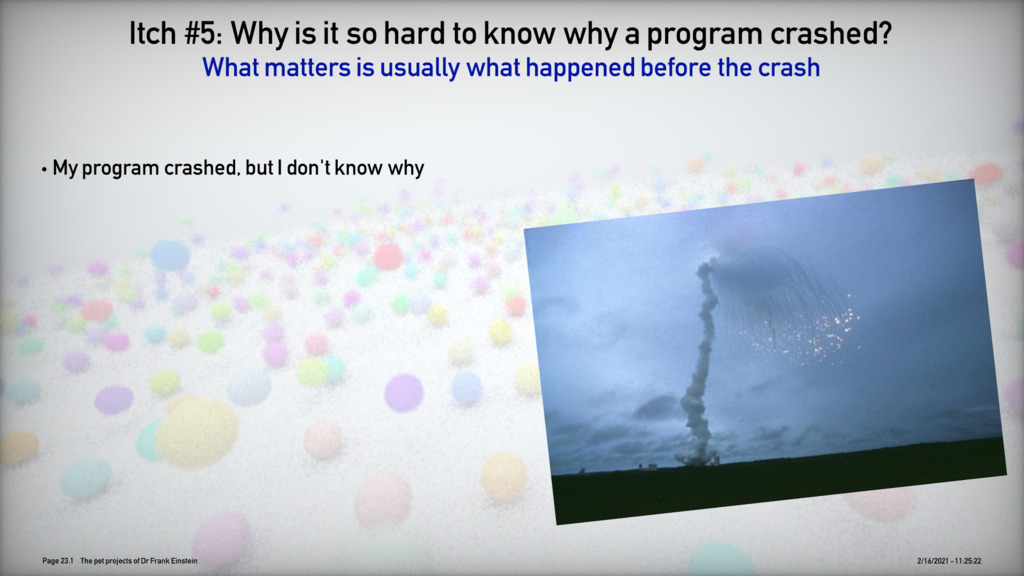 Itch #5: Why is it so hard to know why a program crashed?
What matters is usually what happened before the crash
• My program crashed, but I don't know why
Page 23.1 The pet projects of Dr Frank Einstein
2/16/2021 - 11:25:22